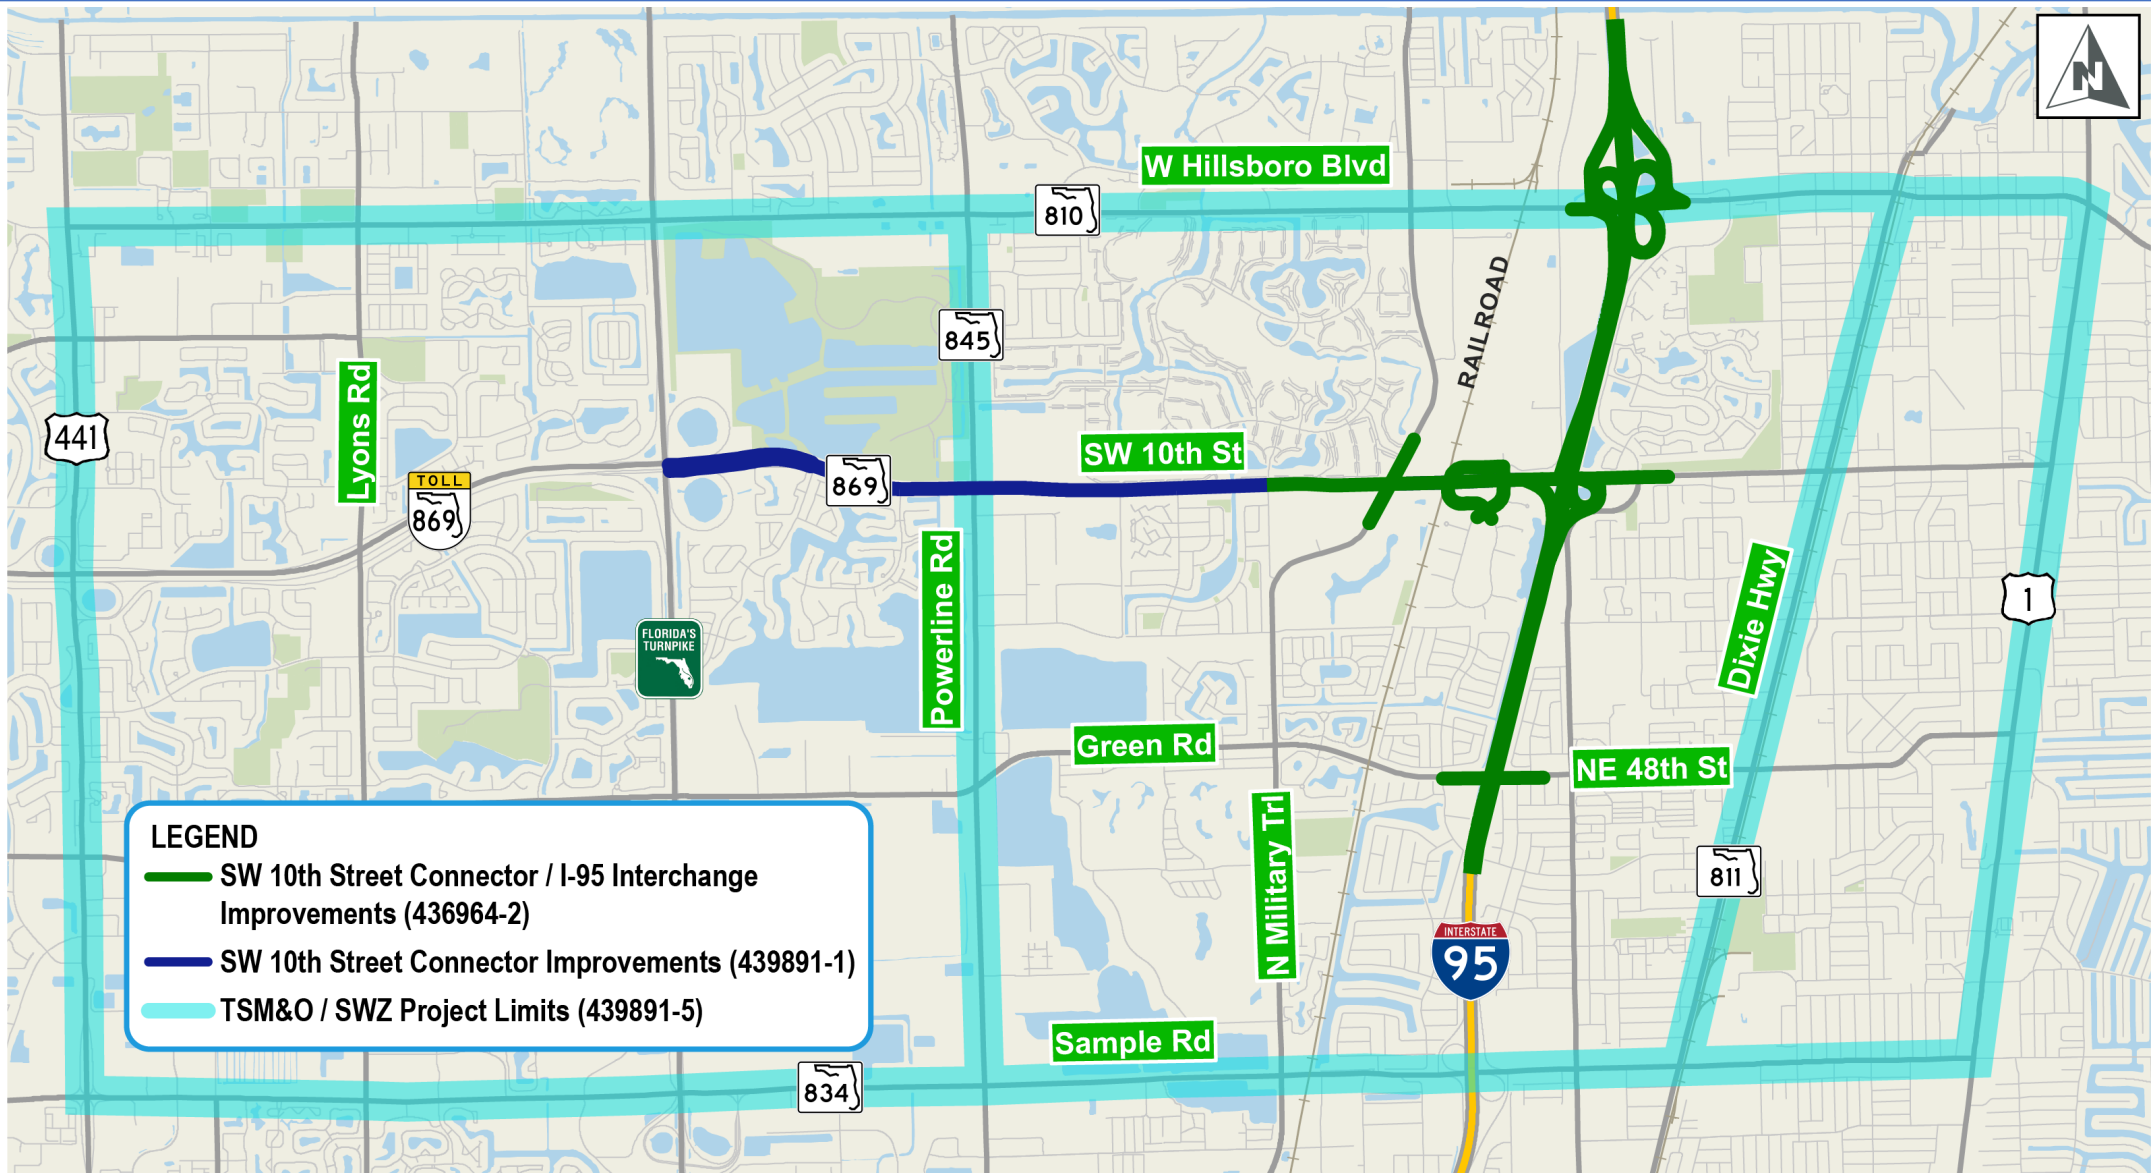 N
W Hillsboro Blvd
810
RAILROAD
845
Lyons Rd
441
SW 10th St
TOLL
869
869
Powerline Rd
Dixie Hwy
1
FLORIDA'S
TURNPIKE
Green Rd
NE 48th St
N Military Trl
811
INTERSTATE
95
Sample Rd
834
LEGEND
SW 10th Street Connector / I-95 Interchange
Improvements (436964-2)
SW 10th Street Connector Improvements (439891-1)
TSM&O / SWZ Project Limits (439891-5)